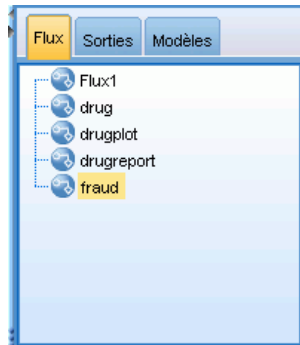 Flux Sorties Modèles
Flux1
drug
drugplot
drugreport
fraud